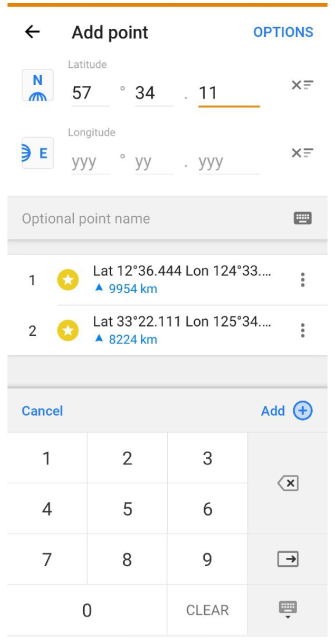 Add point
OPTIONS
Latitude
N
57 ° 34 . 11
Longitude
E
yyy ° yy . yyy
Optional point name
1 Lat 12°36.444 Lon 124°33....
9954 km
2 Lat 33°22.111 Lon 125°34....
8224 km
Cancel
Add
1 2 3
4 5 6
7 8 9
0 CLEAR